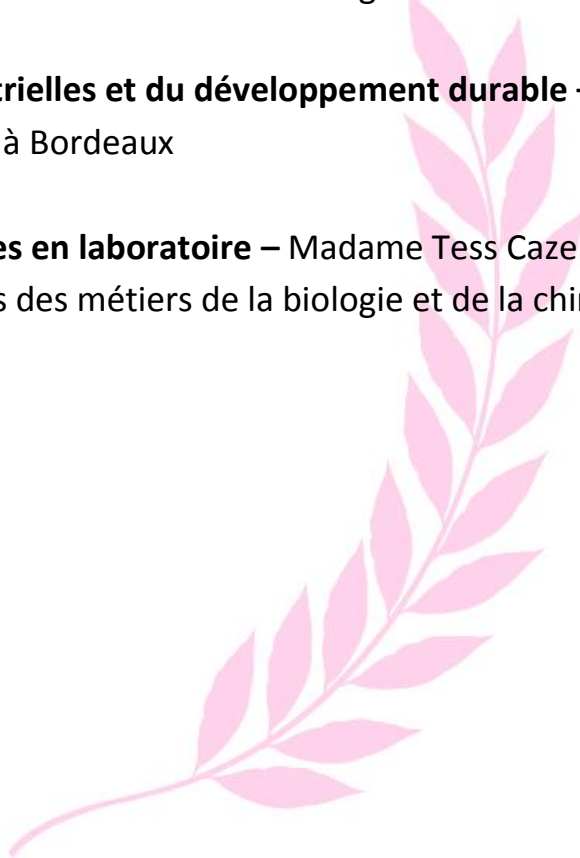 trielles et du développement durable –
à Bordeaux
es en laboratoire – Madame Tess Caze
s des métiers de la biologie et de la chi